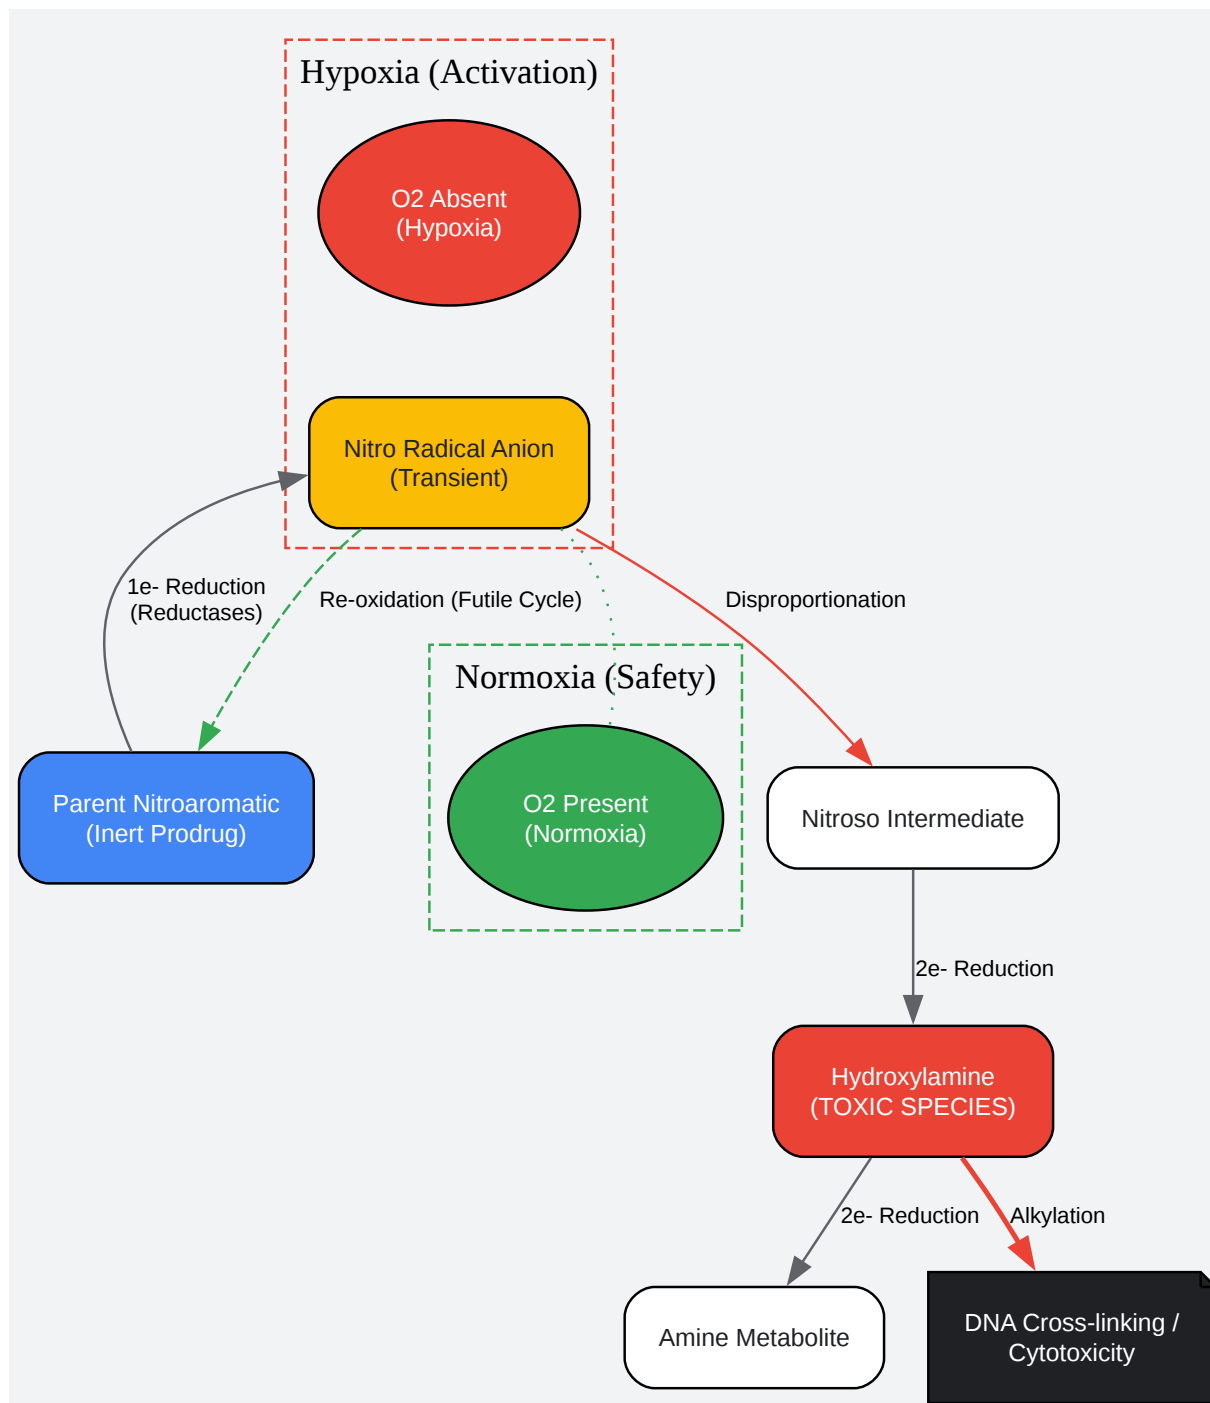 Hypoxia (Activation)
O2 Absent
(Hypoxia)
Nitro Radical Anion
(Transient)
1e- Reduction
(Reductases)
Re-oxidation (Futile Cycle)
Disproportionation
Normoxia (Safety)
Parent Nitroaromatic
(Inert Prodrug)
O2 Present
(Normoxia)
Nitroso Intermediate
2e- Reduction
Hydroxylamine
(TOXIC SPECIES)
2e- Reduction
Alkylation
Amine Metabolite
DNA Cross-linking /
Cytotoxicity